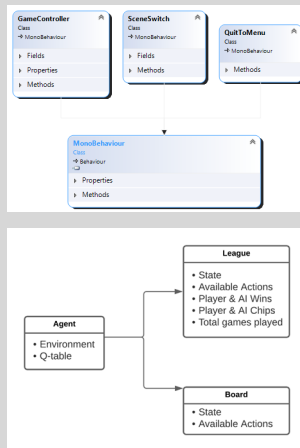 GameController
Class
→ MonoBehaviour
Fields
Properties
Methods
SceneSwitch
Class
→ MonoBehaviour
Fields
Methods
QuitToMenu
Class
→ MonoBehaviour
Methods
MonoBehaviour
Class
→ Behaviour
Properties
Methods
League
• State
• Available Actions
• Player & AI Wins
• Player & AI Chips
• Total games played
Agent
• Environment
• Q-table
Board
• State
• Available Actions